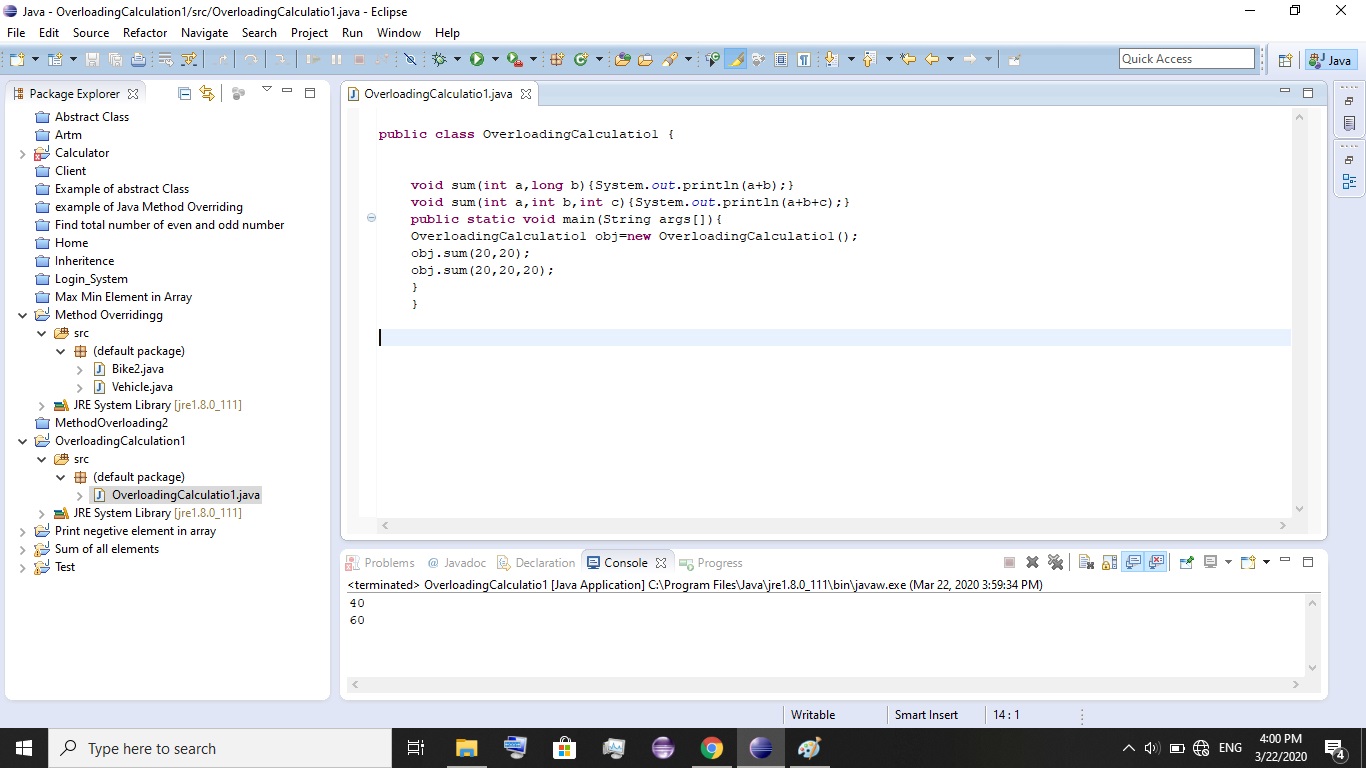 Java - OverloadingCalculation1/src/OverloadingCalculatio1.java - Eclipse
File Edit Source Refactor Navigate Search Project Run Window Help
Quick Access
Java
Package Explorer
Abstract Class
Artm
Calculator
Client
Example of abstract Class
example of Java Method Overriding
Find total number of even and odd number
Home
Inheritence
Login_System
Max Min Element in Array
Method Overridingg
src
(default package)
Bike2.java
Vehicle.java
JRE System Library [jre1.8.0_111]
MethodOverloading2
OverloadingCalculation1
src
(default package)
OverloadingCalculatio1.java
JRE System Library [jre1.8.0_111]
Print negetive element in array
Sum of all elements
Test
OverloadingCalculatio1.java
public class OverloadingCalculatio1 {
void sum(int a,long b){System.out.println(a+b);}
void sum(int a,int b,int c){System.out.println(a+b+c);}
public static void main(String args[]){
OverloadingCalculatio1 obj=new OverloadingCalculatio1();
obj.sum(20,20);
obj.sum(20,20,20);
}
}
Problems @ Javadoc Declaration Console Progress
<terminated> OverloadingCalculatio1 [Java Application] C:\Program Files\Java\jre1.8.0_111\bin\javaw.exe (Mar 22, 2020 3:59:34 PM)
40
60
Writable Smart Insert 14 : 1
Type here to search
ENG
4:00 PM
3/22/2020
4